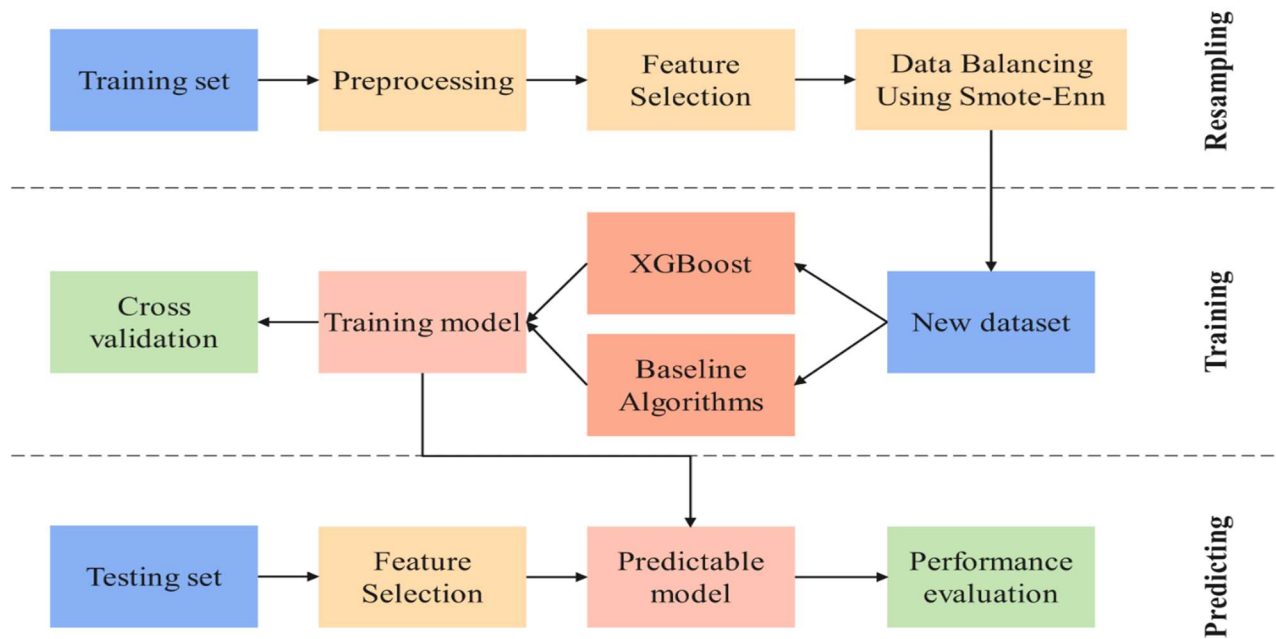 Training set
Preprocessing
Feature
Selection
Data Balancing
Using Smote-Enn
Resampling
Cross
validation
Training model
XGBoost
Baseline
Algorithms
New dataset
Training
Testing set
Feature
Selection
Predictable
model
Performance
evaluation
Predicting